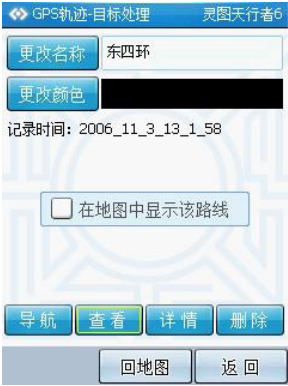 GPS轨迹-目标处理 灵图天行者6
更改名称 东四环
更改颜色
记录时间: 2006_11_3_13_1_58
在地图中显示该路线
导航 查看 详情 删除
回地图 返回